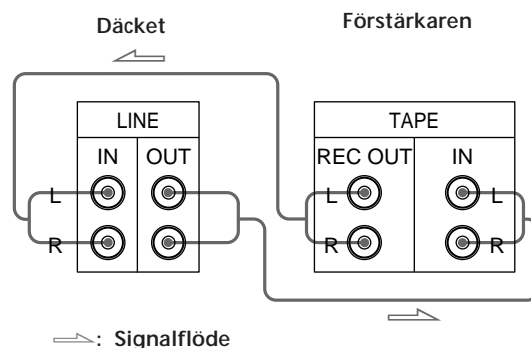 Däcket Förstärkaren
LINE TAPE
IN OUT REC OUT IN
L L L
R R R
: Signalflöde